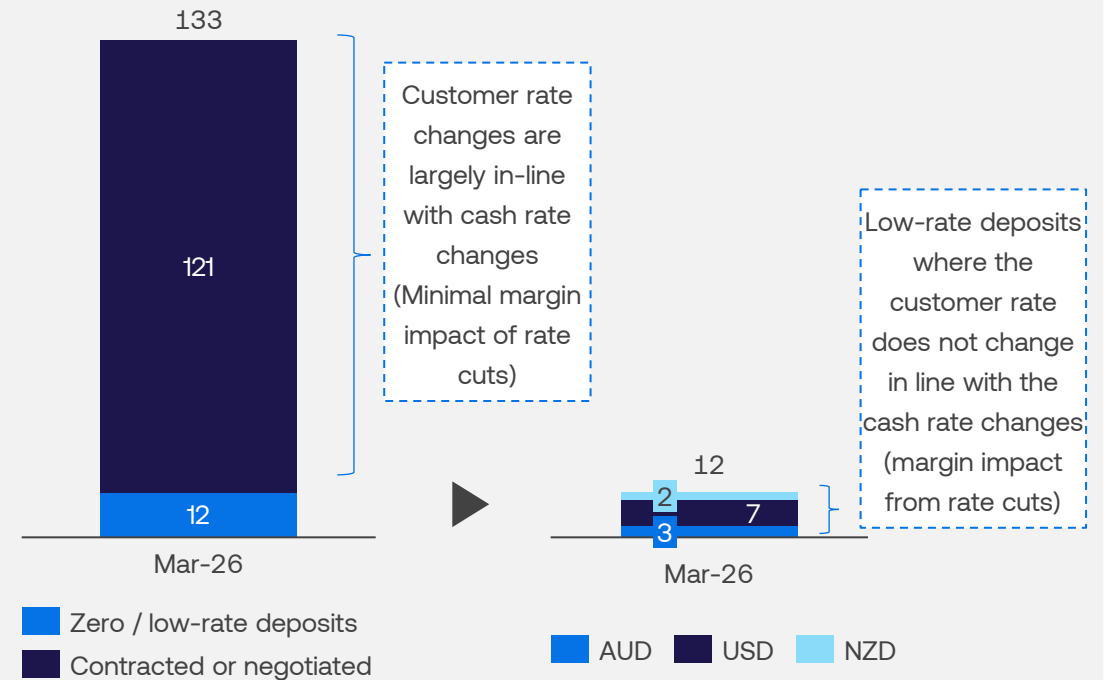 133
Customer rate
changes are
largely in-line
with cash rate
changes
(Minimal margin
impact of rate
cuts)
121
12
Mar-26
Zero / low-rate deposits
Contracted or negotiated
Low-rate deposits
where the
customer rate
does not change
in line with the
cash rate changes
(margin impact
from rate cuts)
12
2
7
3
Mar-26
AUD USD NZD